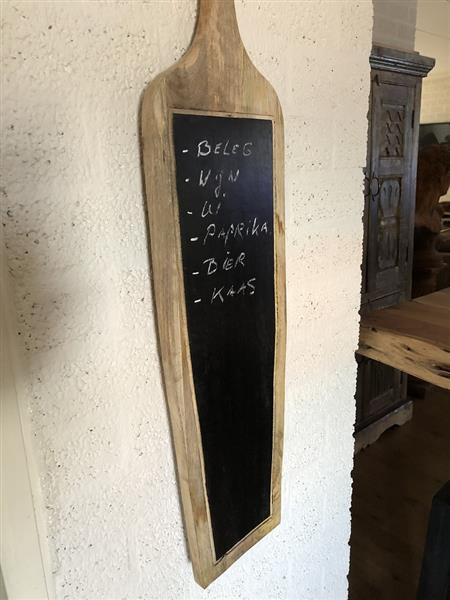 - BELEG
- WijN
- Ui
- PAPRIKA
- BIER
- KAAS